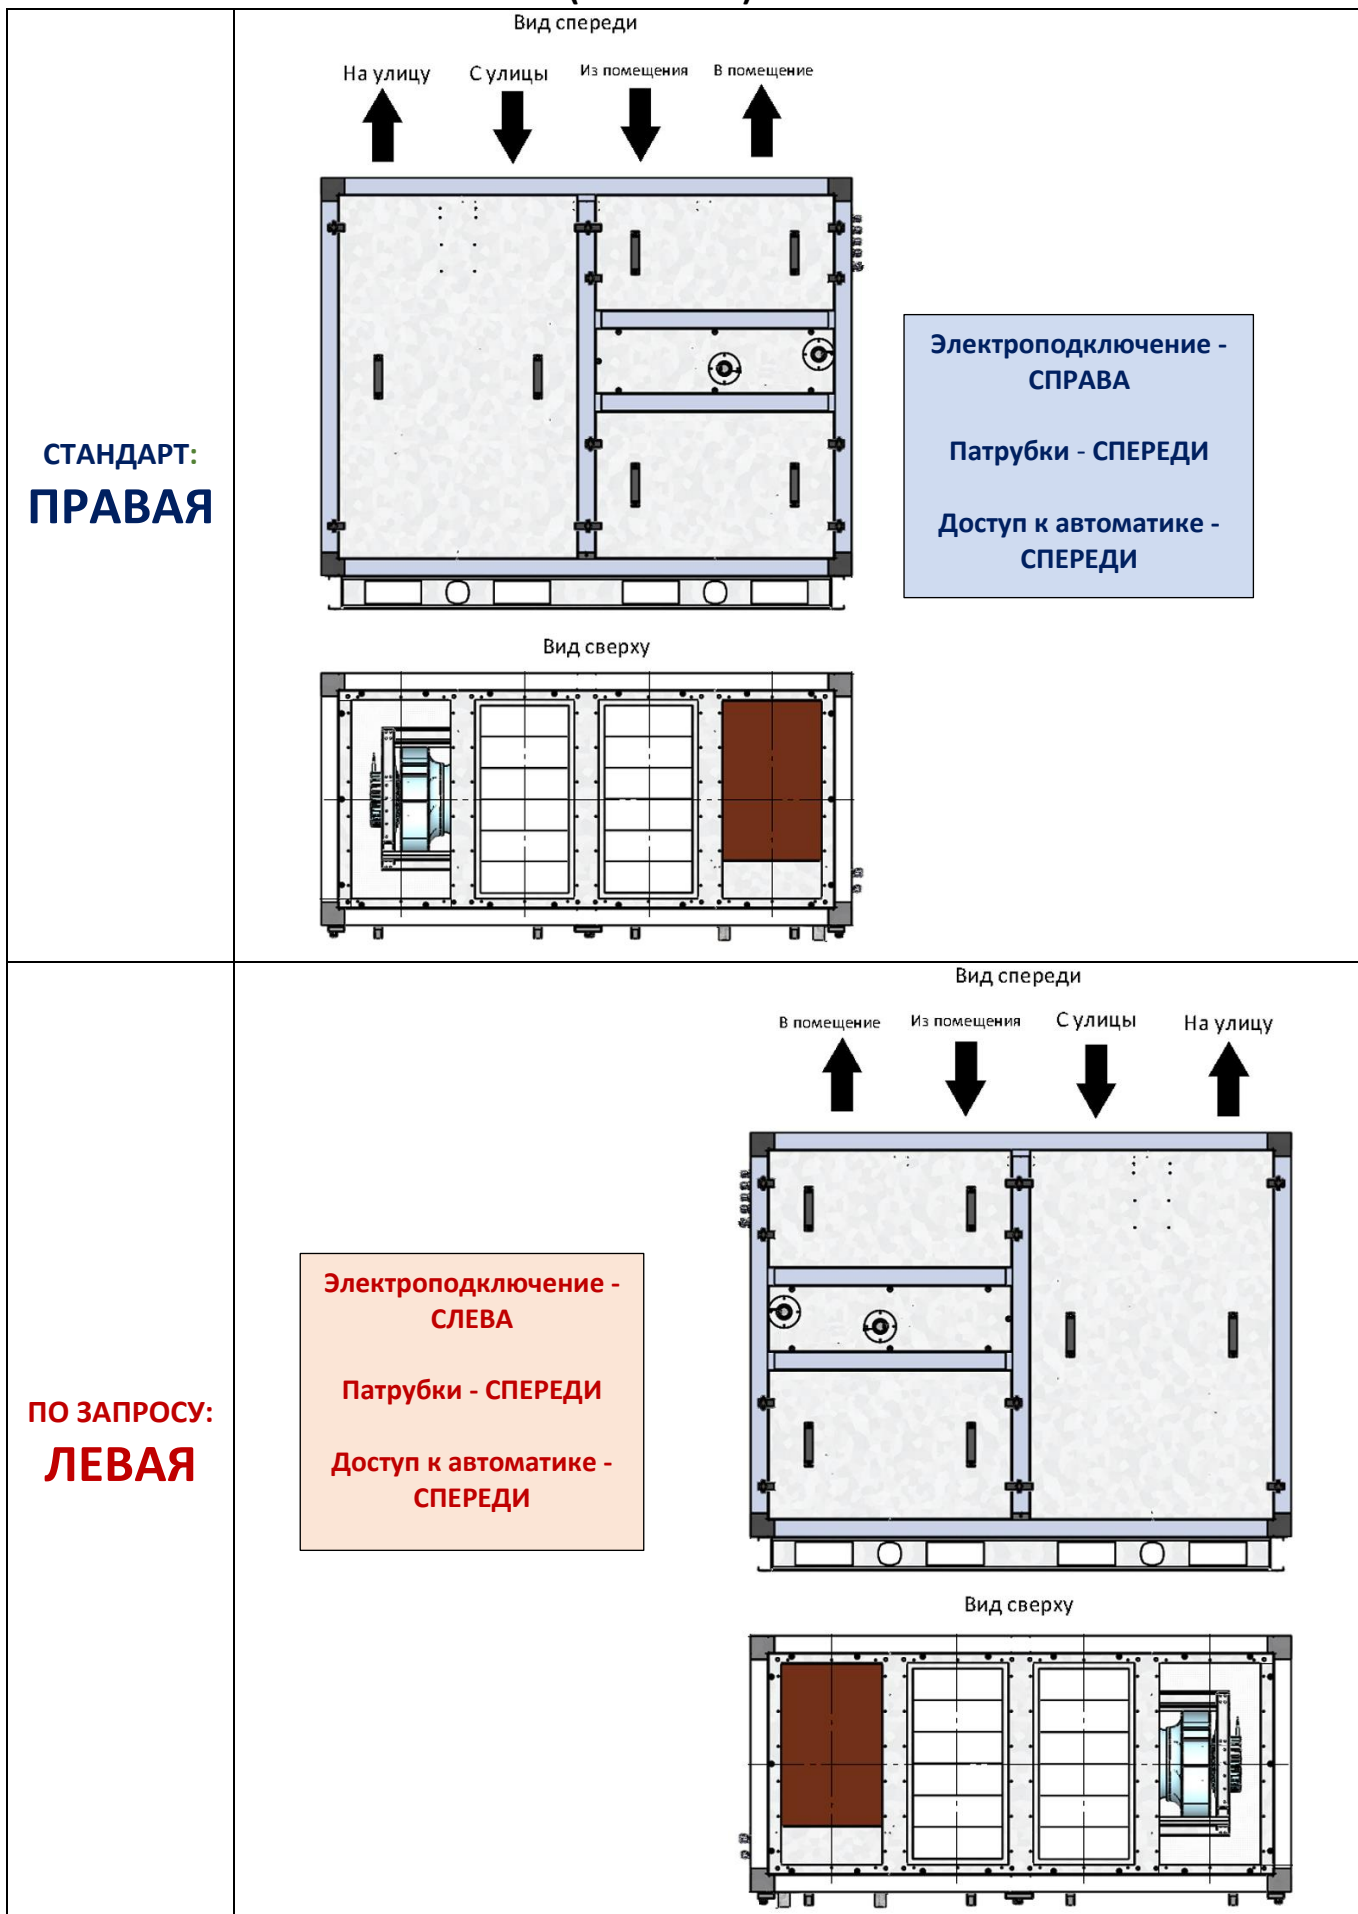 Вид спереди
На улицу
С улицы
Из помещения
В помещение
СТАНДАРТ:
ПРАВАЯ
Электроподключение -
СПРАВА
Патрубки - СПЕРЕДИ
Доступ к автоматике -
СПЕРЕДИ
Вид сверху
Вид спереди
В помещение
Из помещения
С улицы
На улицу
ПО ЗАПРОСУ:
ЛЕВАЯ
Электроподключение -
СЛЕВА
Патрубки - СПЕРЕДИ
Доступ к автоматике -
СПЕРЕДИ
Вид сверху